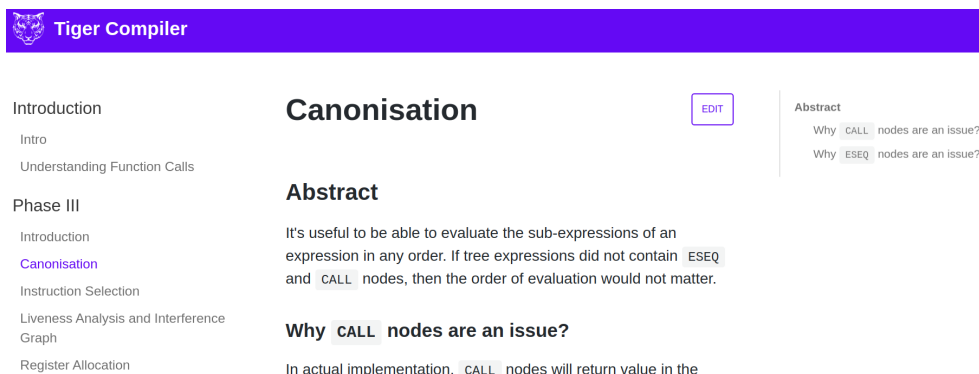 Tiger Compiler
Introduction
Intro
Understanding Function Calls
Phase III
Introduction
Canonisation
Instruction Selection
Liveness Analysis and Interference
Graph
Register Allocation
Canonisation
EDIT
Abstract
It's useful to be able to evaluate the sub-expressions of an
expression in any order. If tree expressions did not contain ESEQ
and CALL nodes, then the order of evaluation would not matter.
Why CALL nodes are an issue?
In actual implementation, CALL nodes will return value in the
Abstract
Why CALL nodes are an issue?
Why ESEQ nodes are an issue?